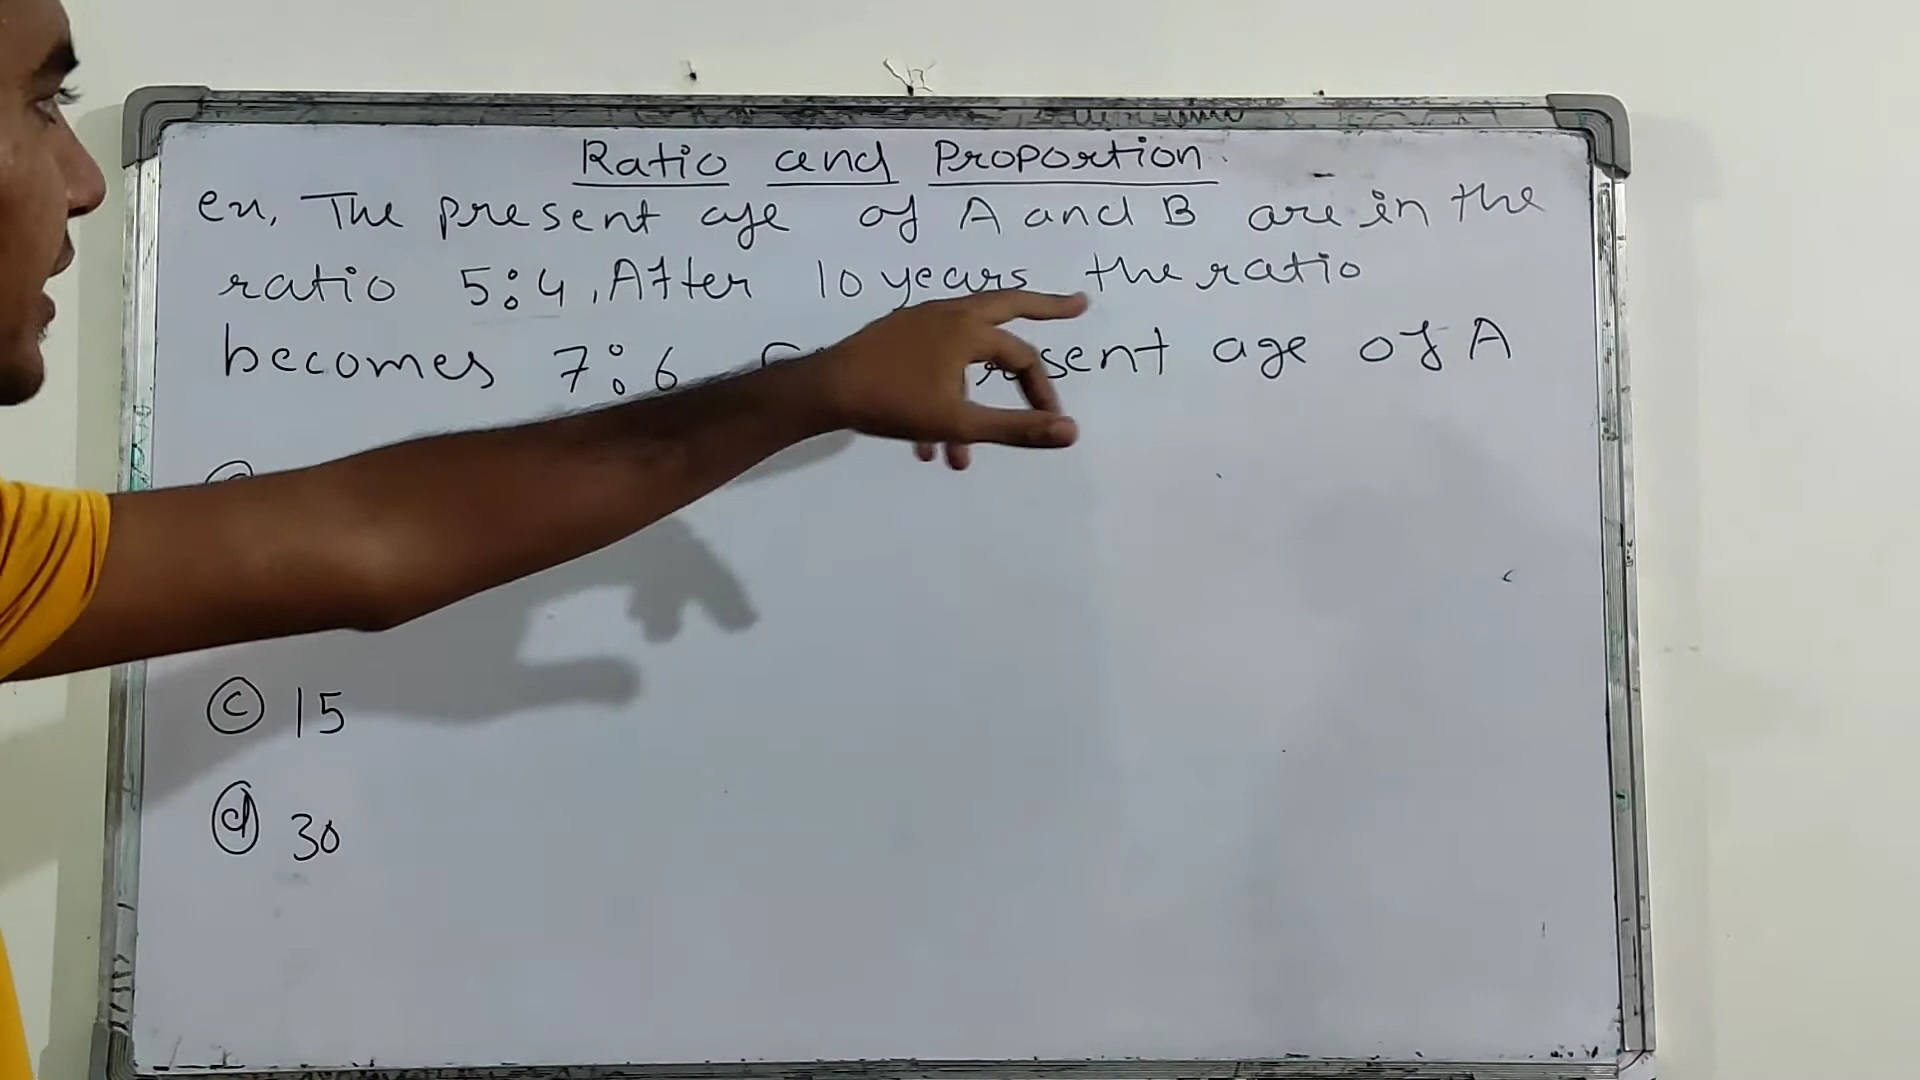 Ratio and Proportion
ex. The present age of A and B are in the
ratio 5:4, After 10 years the ratio
becomes 7:6 age of A
(c) 15
(d) 30